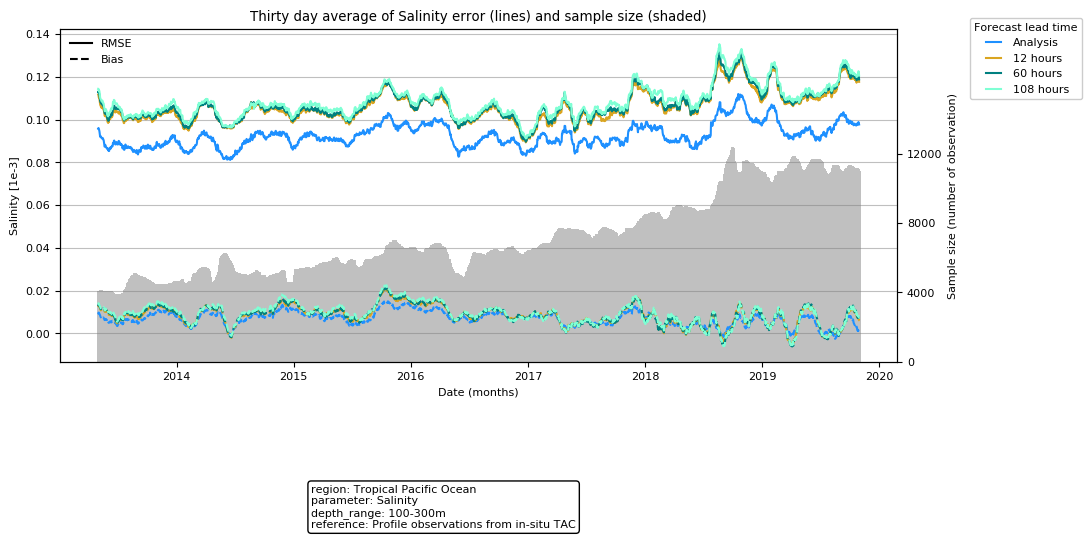 Thirty day average of Salinity error (lines) and sample size (shaded)
RMSE
Bias
Forecast lead time
Analysis
12 hours
60 hours
108 hours
0.14
0.12
0.10
0.08
0.06
0.04
0.02
0.00
Salinity [1e-3]
12000
8000
4000
0
Sample size (number of observation)
2014
2015
2016
2017
2018
2019
2020
Date (months)
region: Tropical Pacific Ocean
parameter: Salinity
depth_range: 100-300m
reference: Profile observations from in-situ TAC